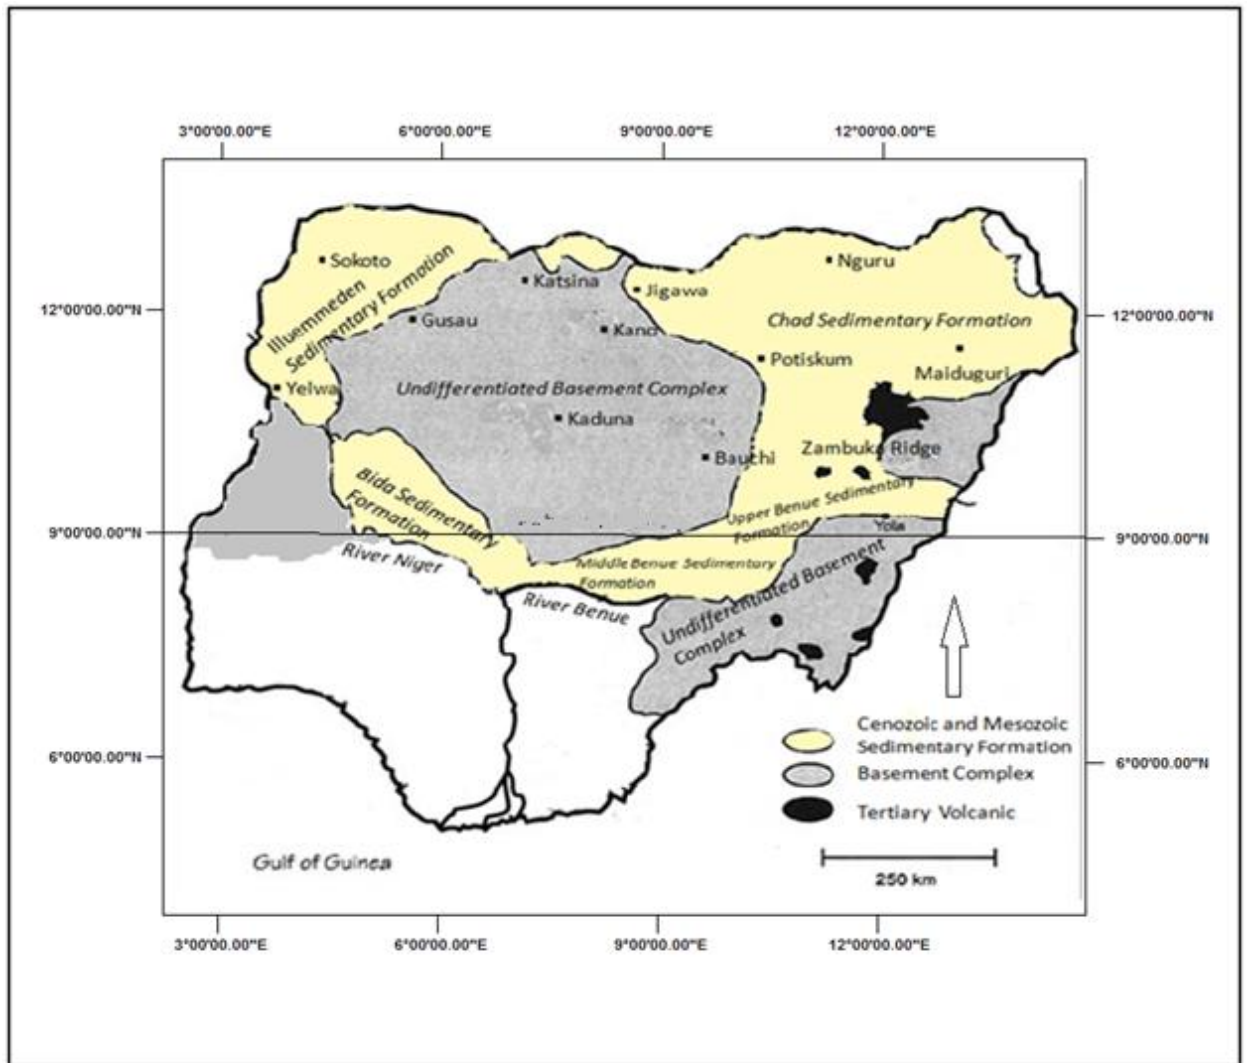 3°00'00.00"E 6°00'00.00"E 9°00'00.00"E 12°00'00.00"E
Sokoto
Nguru
Katsina
Jigawa
12°00'00.00"N
12°00'00.00"N
Illuemmeden
Sedimentary Formation
Gusau
Kano
Chad Sedimentary Formation
Potiskum
Maiduguri
Yelwa
Undifferentiated Basement Complex
Kaduna
Bauchi
Zambuka Ridge
Bida Sedimentary
Formation
Upper Benue Sedimentary
Formation
Yola
9°00'00.00"N
9°00'00.00"N
River Niger
Middle Benue Sedimentary
Formation
River Benue
Undifferentiated Basement
Complex
Cenozoic and Mesozoic
Sedimentary Formation
Basement Complex
Tertiary Volcanic
6°00'00.00"N
6°00'00.00"N
250 km
Gulf of Guinea
3°00'00.00"E 6°00'00.00"E 9°00'00.00"E 12°00'00.00"E